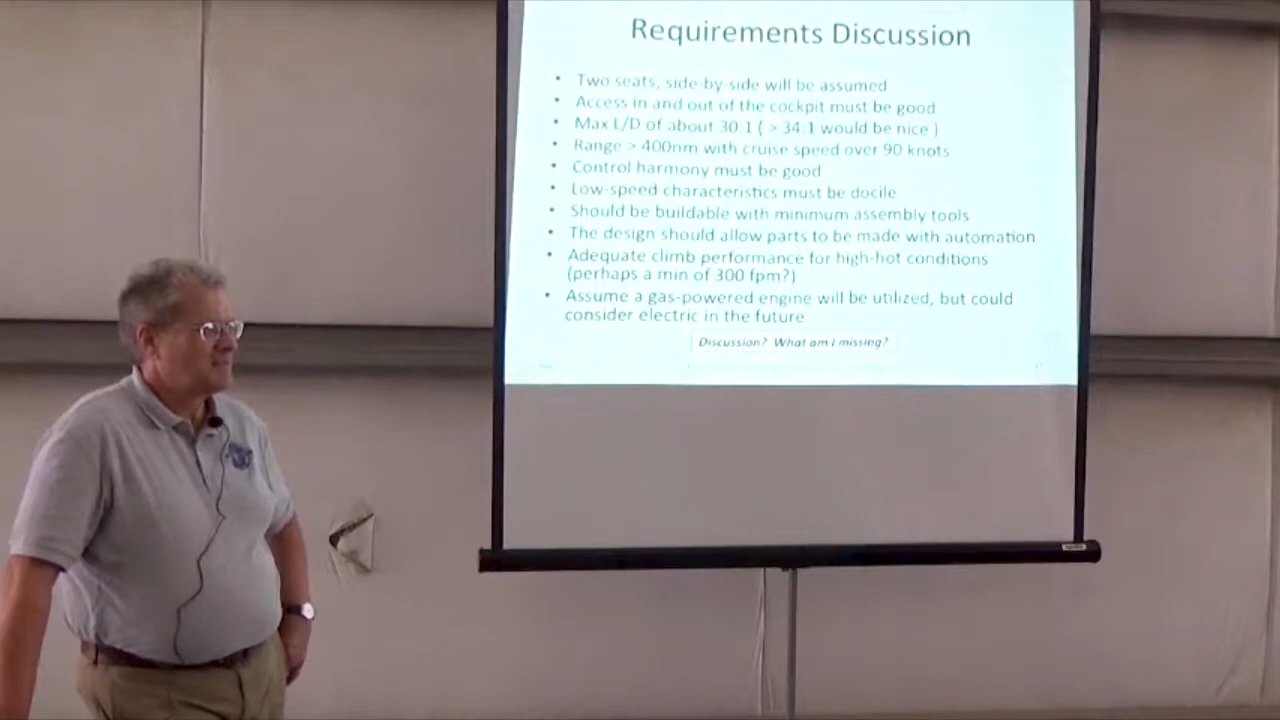 Requirements Discussion
• Two seats, side-by-side will be assumed
• Access in and out of the cockpit must be good
• Max L/D of about 30:1 ( > 34:1 would be nice )
• Range > 400nm with cruise speed over 90 knots
• Control harmony must be good
• Low-speed characteristics must be docile
• Should be buildable with minimum assembly tools
• The design should allow parts to be made with automation
• Adequate climb performance for high-hot conditions
(perhaps a min of 300 fpm?)
• Assume a gas-powered engine will be utilized, but could
consider electric in the future
Discussion? What am I missing?